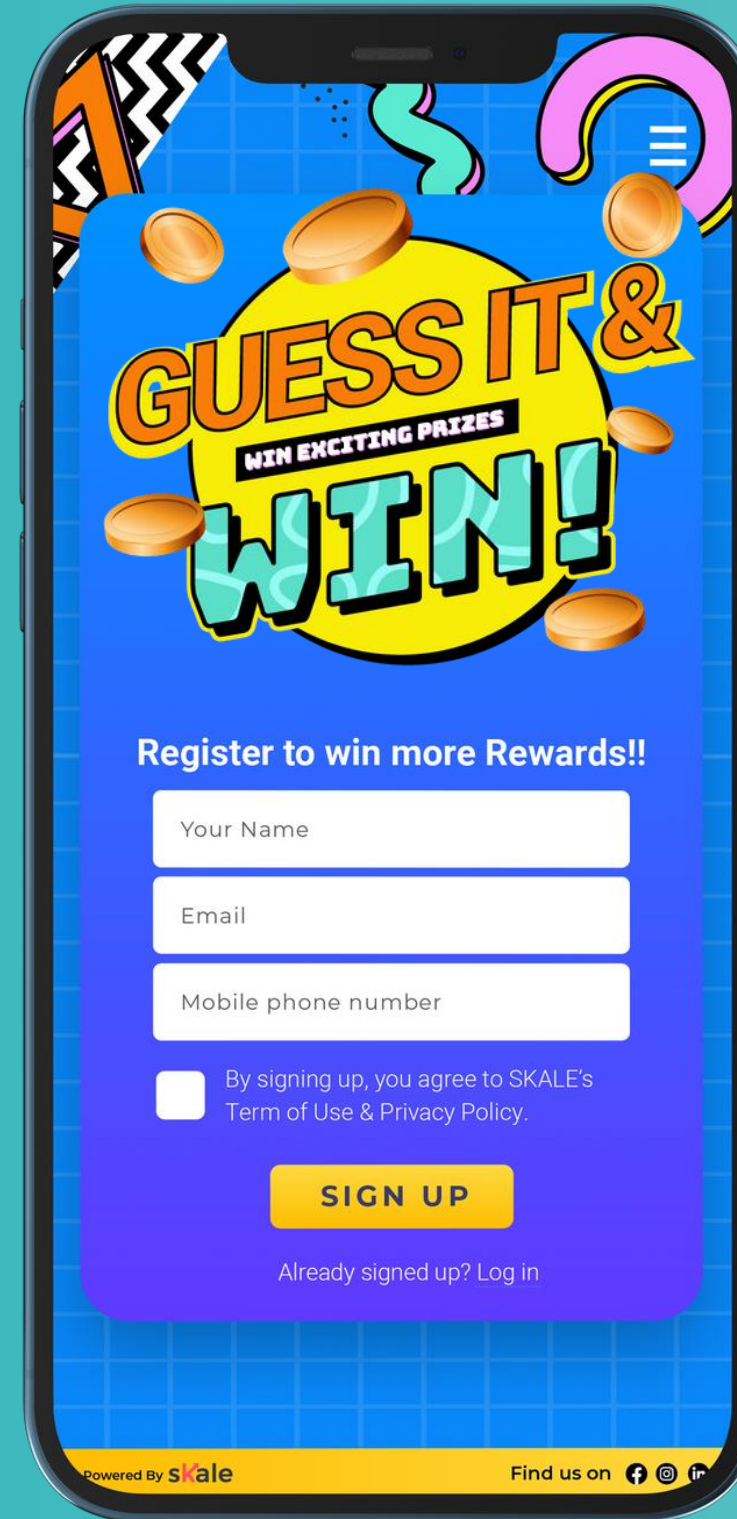 GUESS IT &
WIN EXCITING PRIZES
WIN!
Register to win more Rewards!!
Your Name
Email
Mobile phone number
By signing up, you agree to SKALE’s
Term of Use & Privacy Policy.
SIGN UP
Already signed up? Log in
Powered By skale
Find us on